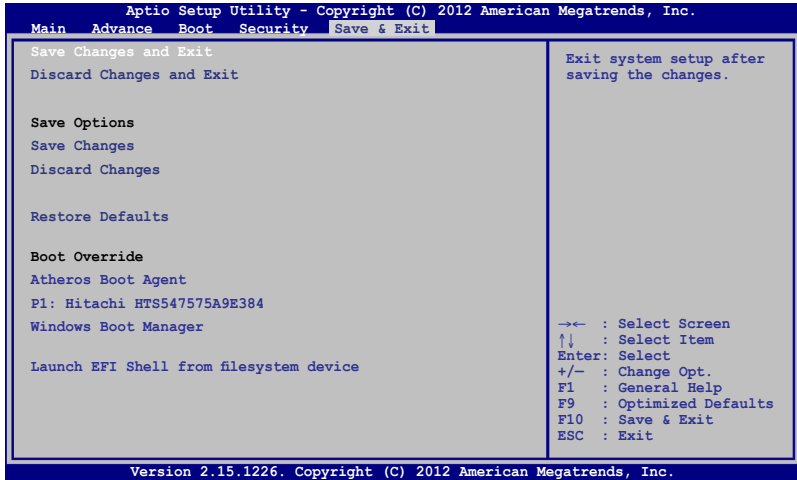 Aptio Setup Utility - Copyright (C) 2012 American Megatrends, Inc.
Main Advance Boot Security Save & Exit
Save Changes and Exit
Discard Changes and Exit
Save Options
Save Changes
Discard Changes
Restore Defaults
Boot Override
Atheros Boot Agent
P1: Hitachi HTS547575A9E384
Windows Boot Manager
Launch EFI Shell from filesystem device
Exit system setup after
saving the changes.
→← : Select Screen
↑↓ : Select Item
Enter: Select
+/— : Change Opt.
F1 : General Help
F9 : Optimized Defaults
F10 : Save & Exit
ESC : Exit
Version 2.15.1226. Copyright (C) 2012 American Megatrends, Inc.